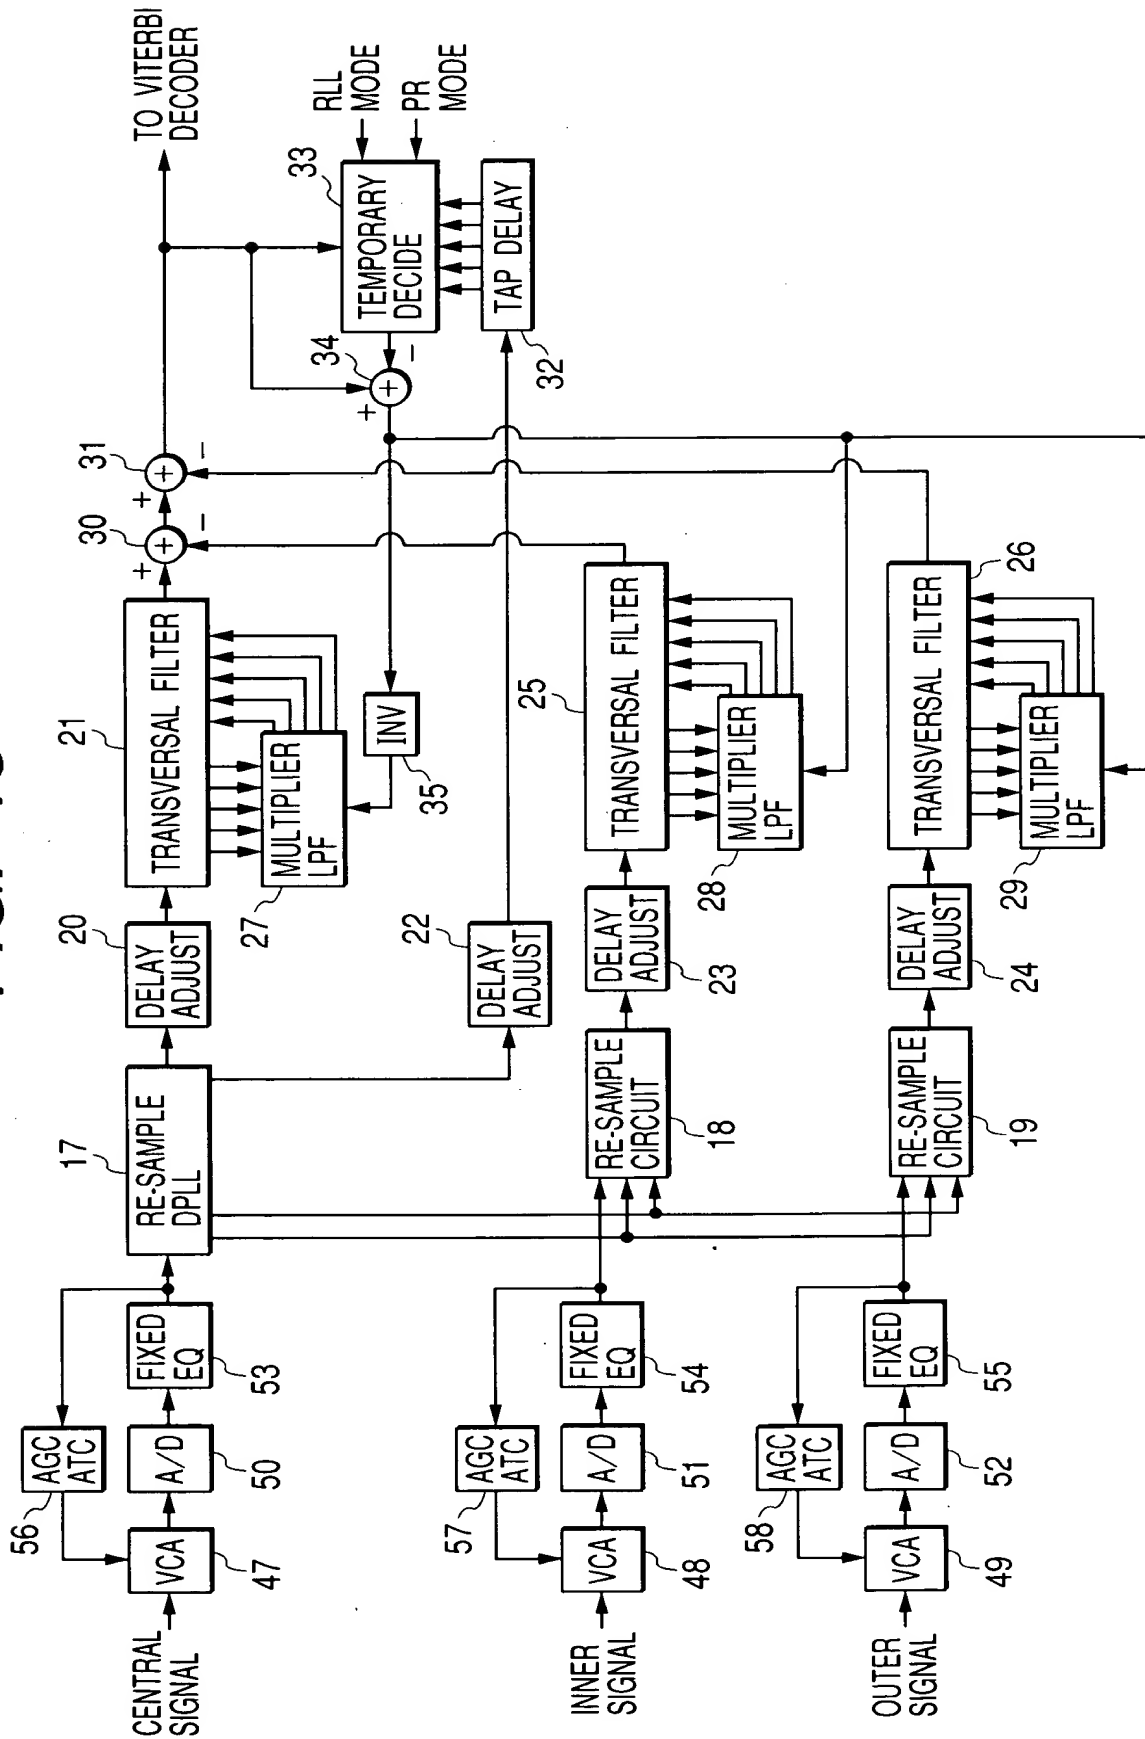 CENTRAL
SIGNAL
VCA
47
A/D
50
FIXED
EQ
53
AGC
ATC
56
17
RE-SAMPLE
DPLL
20
DELAY
ADJUST
21
TRANSVERSAL FILTER
MULTIPLIER
LPF
27
30
+
+
-
31
+
+
-
TO VITERBI
DECODER
INV
35
34
+
+
-
33
TEMPORARY
DECIDE
RLL
MODE
PR
MODE
TAP DELAY
32
22
DELAY
ADJUST
INNER
SIGNAL
VCA
48
A/D
51
FIXED
EQ
54
AGC
ATC
57
RE-SAMPLE
CIRCUIT
18
DELAY
ADJUST
23
25
TRANSVERSAL FILTER
MULTIPLIER
LPF
28
OUTER
SIGNAL
VCA
49
A/D
52
FIXED
EQ
55
AGC
ATC
58
RE-SAMPLE
CIRCUIT
19
DELAY
ADJUST
24
TRANSVERSAL FILTER
26
MULTIPLIER
LPF
29